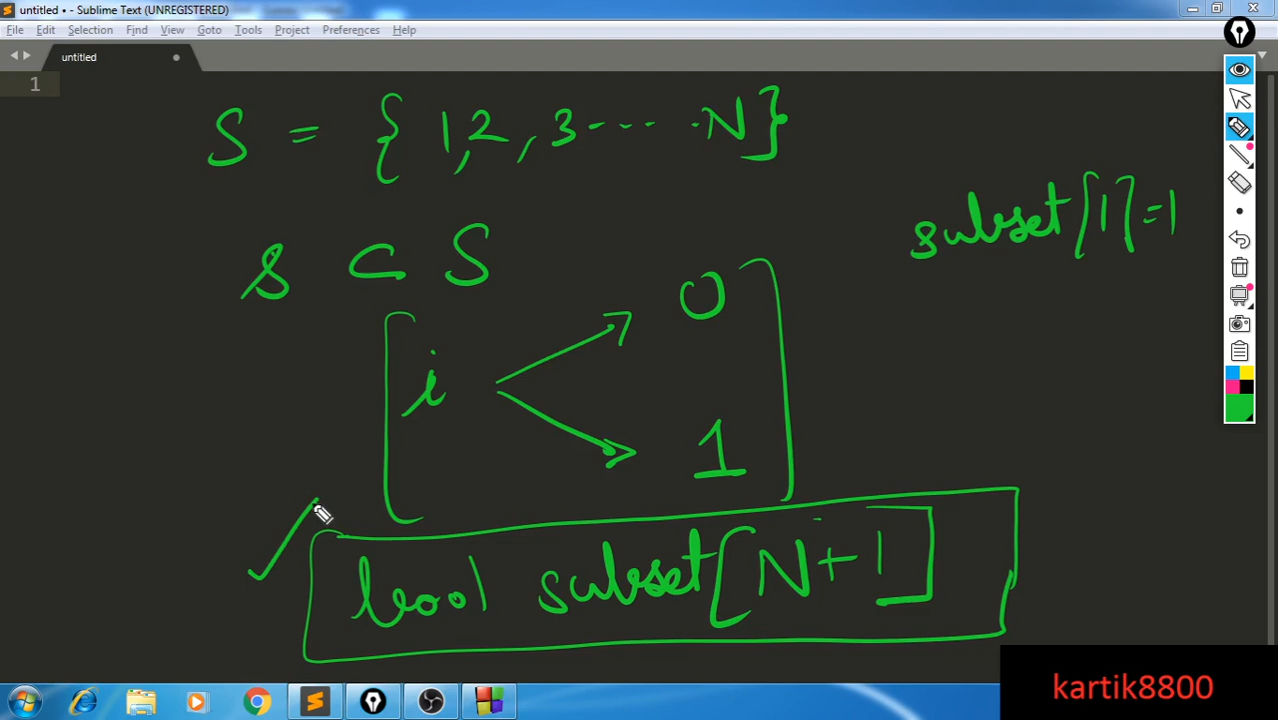 untitled • - Sublime Text (UNREGISTERED)
File Edit Selection Find View Goto Tools Project Preferences Help
untitled
1
S = {1,2,3-----·N}
subset[1]=1
s ⊂ S
0
i
1
bool subset[N+1]
kartik8800